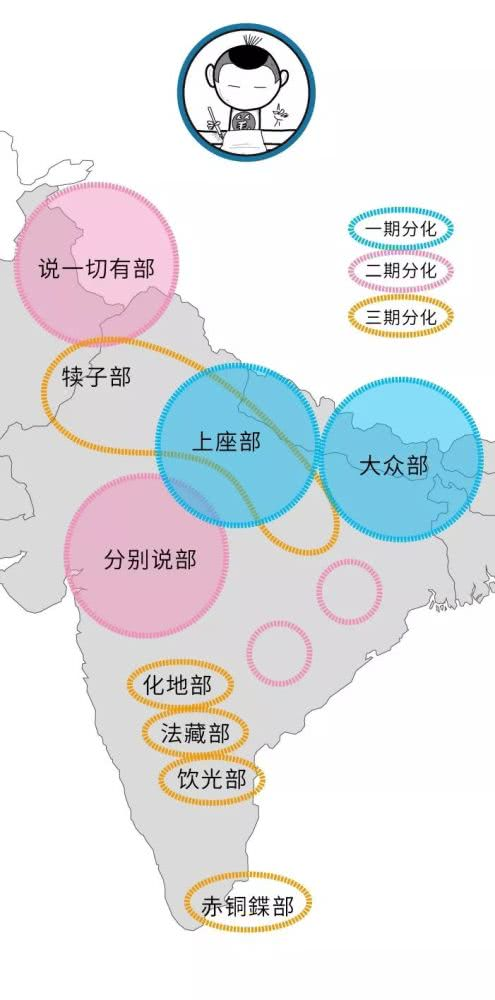 一期分化
二期分化
三期分化
说一切有部
犊子部
上座部
大众部
分别说部
化地部
法藏部
饮光部
赤铜鍱部